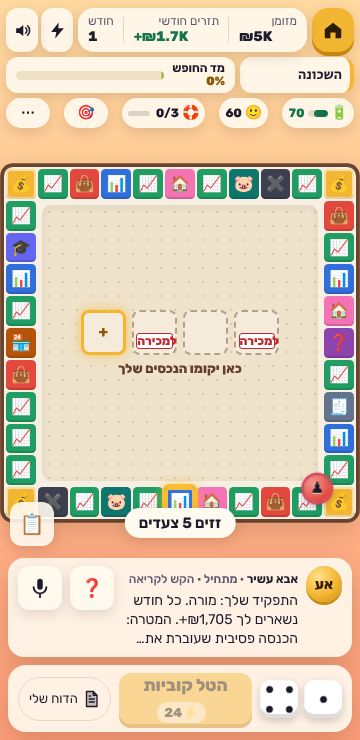 מזומן
₪5K
תזרים חודשי
+₪1.7K
חודש
1
השכונה
מד החופש
0%
70
60
0/3
...
+
למכירה
למכירה
כאן יקומו הנכסים שלך
זזים 5 צעדים
אע
אבא עשיר • מתחיל • הקש לקריאה
התפקיד שלך: מורה. כל חודש
נשארים לך ₪1,705+. המטרה:
הכנסה פסיבית שעוברת את...
הטל קוביות
24
הדוח שלי